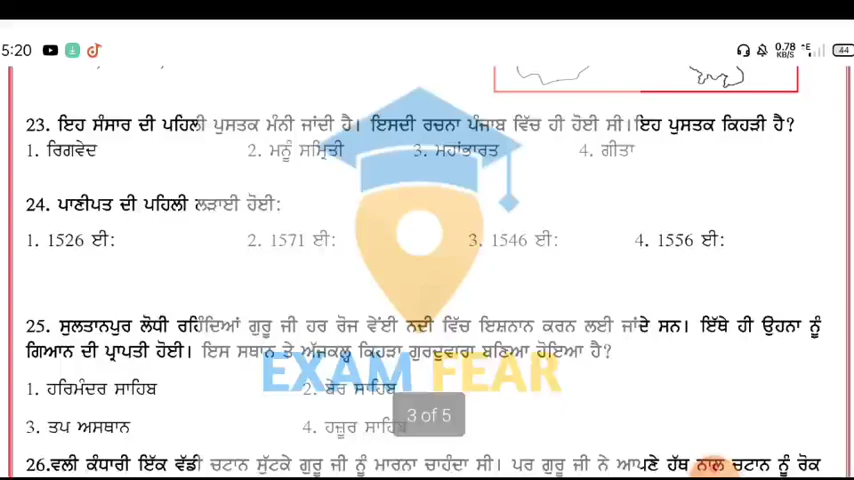 5:20
0.78 KB/S
44
23. ਇਹ ਸੰਸਾਰ ਦੀ ਪਹਿਲੀ ਪੁਸਤਕ ਮੰਨੀ ਜਾਂਦੀ ਹੈ। ਇਸਦੀ ਰਚਨਾ ਪੰਜਾਬ ਵਿੱਚ ਹੀ ਹੋਈ ਸੀ।ਇਹ ਪੁਸਤਕ ਕਿਹੜੀ ਹੈ?
1. ਰਿਗਵੇਦ 2. ਮਨੂੰ ਸਮ੍ਰਿਤੀ 3. ਮਹਾਂਭਾਰਤ 4. ਗੀਤਾ
24. ਪਾਣੀਪਤ ਦੀ ਪਹਿਲੀ ਲੜਾਈ ਹੋਈ:
1. 1526 ਈ: 2. 1571 ਈ: 3. 1546 ਈ: 4. 1556 ਈ:
25. ਸੁਲਤਾਨਪੁਰ ਲੋਧੀ ਰਹਿੰਦਿਆਂ ਗੁਰੂ ਜੀ ਹਰ ਰੋਜ ਵੇਂਈ ਨਦੀ ਵਿੱਚ ਇਸ਼ਨਾਨ ਕਰਨ ਲਈ ਜਾਂਦੇ ਸਨ। ਇੱਥੇ ਹੀ ਉਹਨਾ ਨੂੰ
ਗਿਆਨ ਦੀ ਪ੍ਰਾਪਤੀ ਹੋਈ। ਇਸ ਸਥਾਨ ਤੇ ਅੱਜਕਲ੍ਹ ਕਿਹੜਾ ਗੁਰਦੁਵਾਰਾ ਬਣਿਆ ਹੋਇਆ ਹੈ?
EXAM FEAR
1. ਹਰਿਮੰਦਰ ਸਾਹਿਬ 2. ਬੇਰ ਸਾਹਿਬ
3 of 5
3. ਤਪ ਅਸਥਾਨ 4. ਹਜ਼ੂਰ ਸਾਹਿਬ
26.ਵਲੀ ਕੰਧਾਰੀ ਇੱਕ ਵੱਡੀ ਚਟਾਨ ਸੁੱਟਕੇ ਗੁਰੂ ਜੀ ਨੂੰ ਮਾਰਨਾ ਚਾਹੰਦਾ ਸੀ। ਪਰ ਗੁਰੂ ਜੀ ਨੇ ਆਪਣੇ ਹੱਥ ਨਾਲ ਚਟਾਨ ਨੂੰ ਰੋਕ